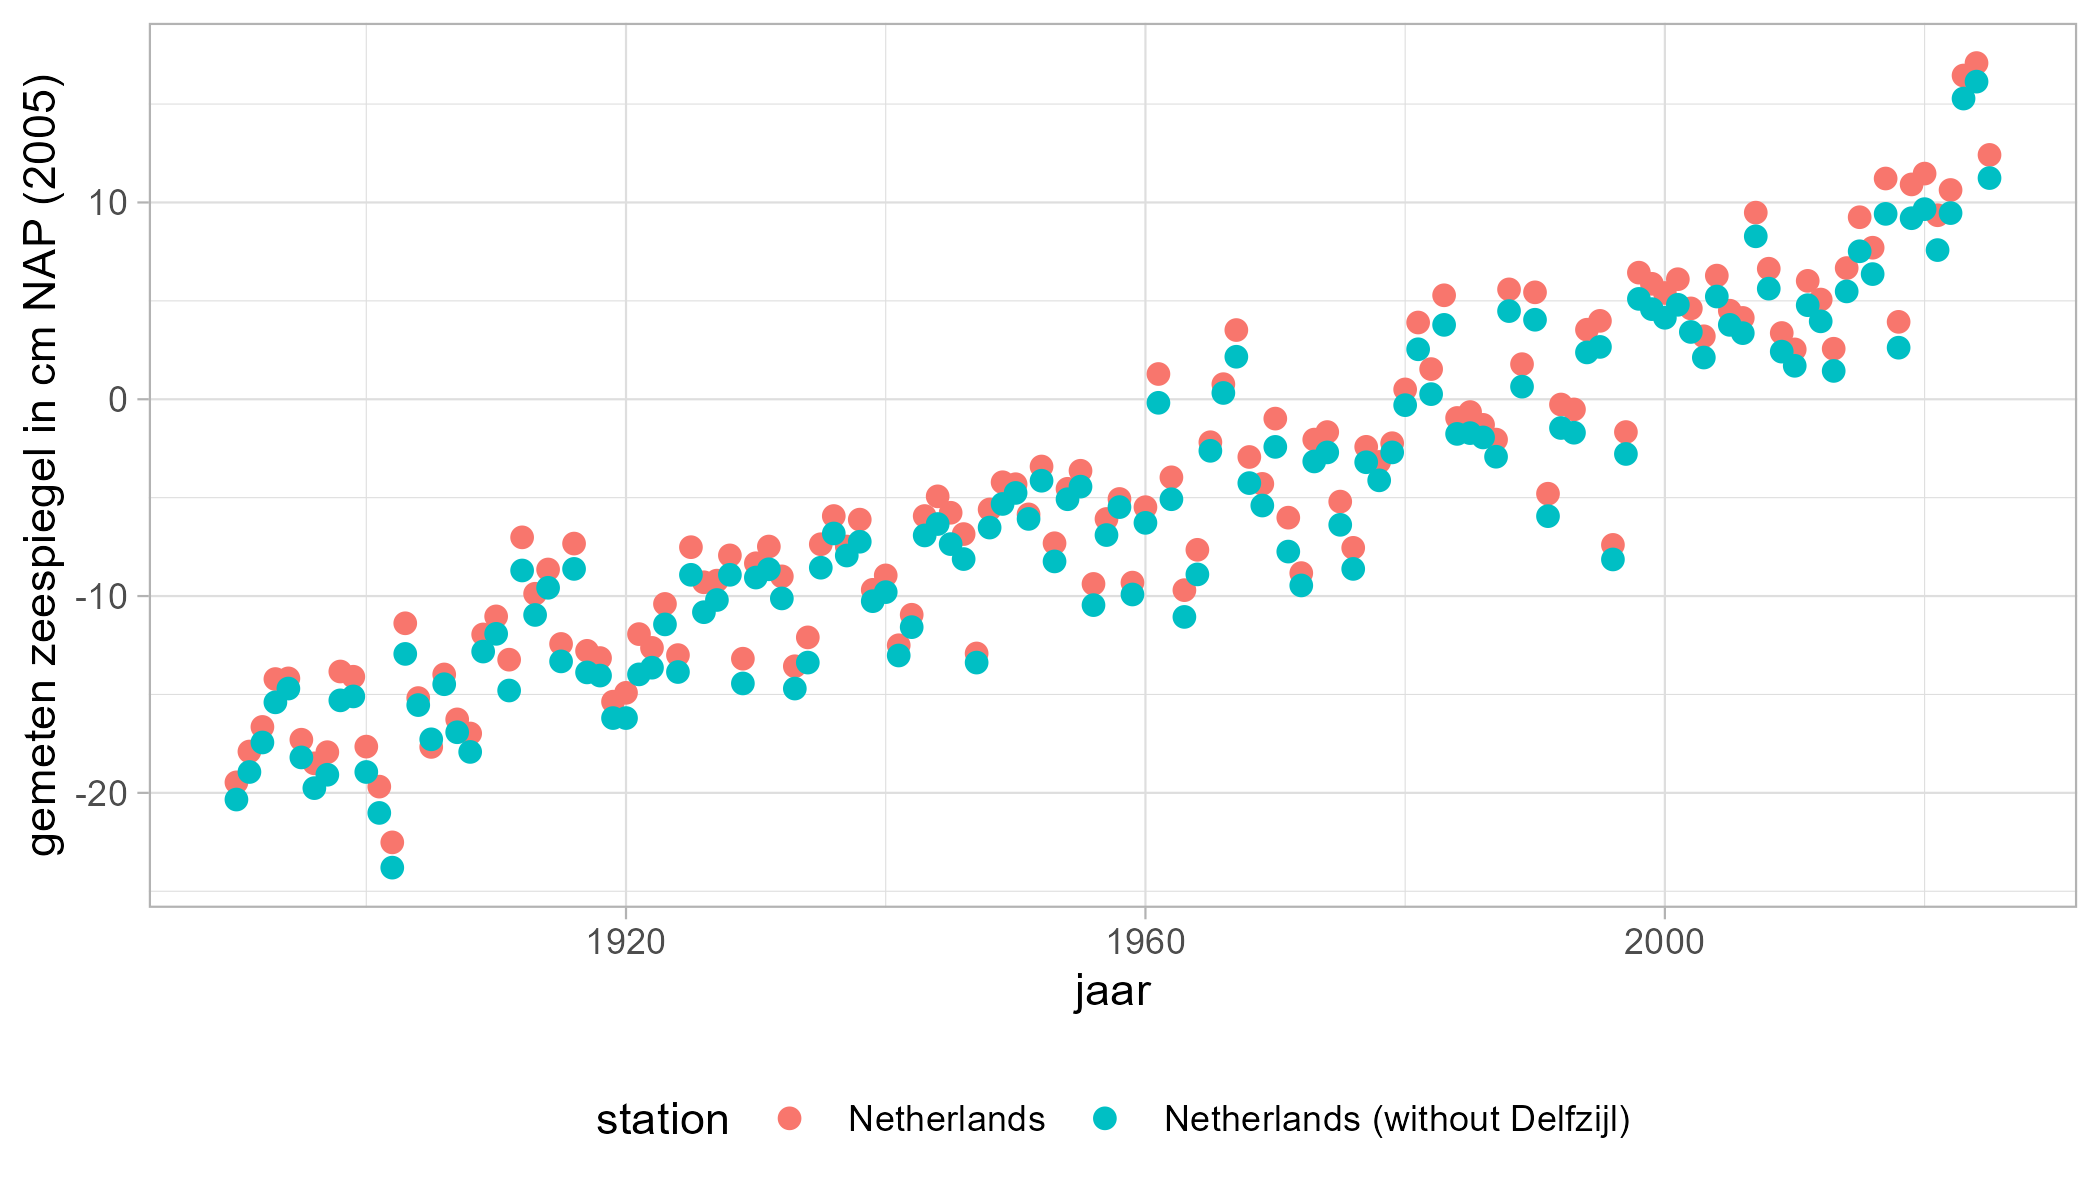 gemeten zeespiegel in cm NAP (2005)
10
0
-10
-20
1920 1960 2000
jaar
station Netherlands Netherlands (without Delfzijl)